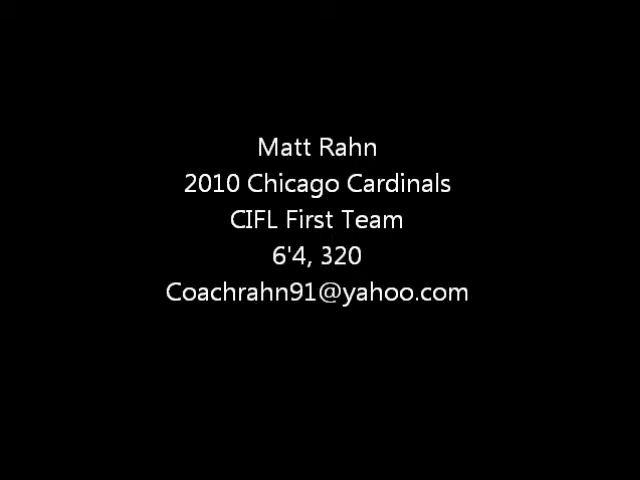 Matt Rahn
2010 Chicago Cardinals
CIFL First Team
6'4, 320
Coachrahn91@yahoo.com